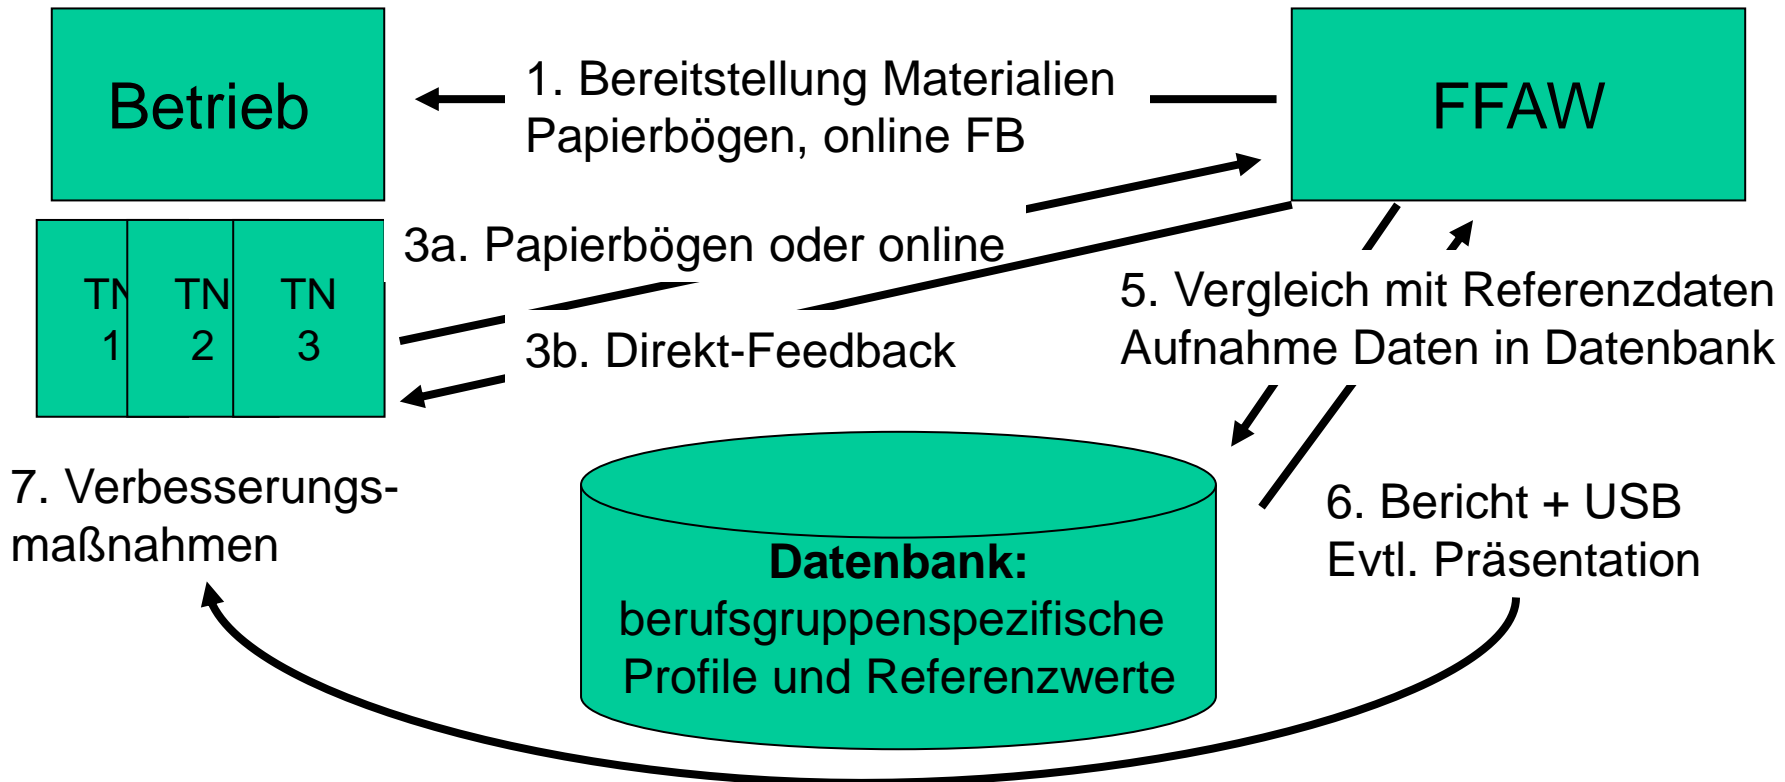 Betrieb
1. Bereitstellung Materialien
Papierbögen, online FB
FFAW
3a. Papierbögen oder online
TN
1
TN
2
TN
3
3b. Direkt-Feedback
5. Vergleich mit Referenzdaten
Aufnahme Daten in Datenbank
7. Verbesserungs-
maßnahmen
Datenbank:
berufsgruppenspezifische
Profile und Referenzwerte
6. Bericht + USB
Evtl. Präsentation